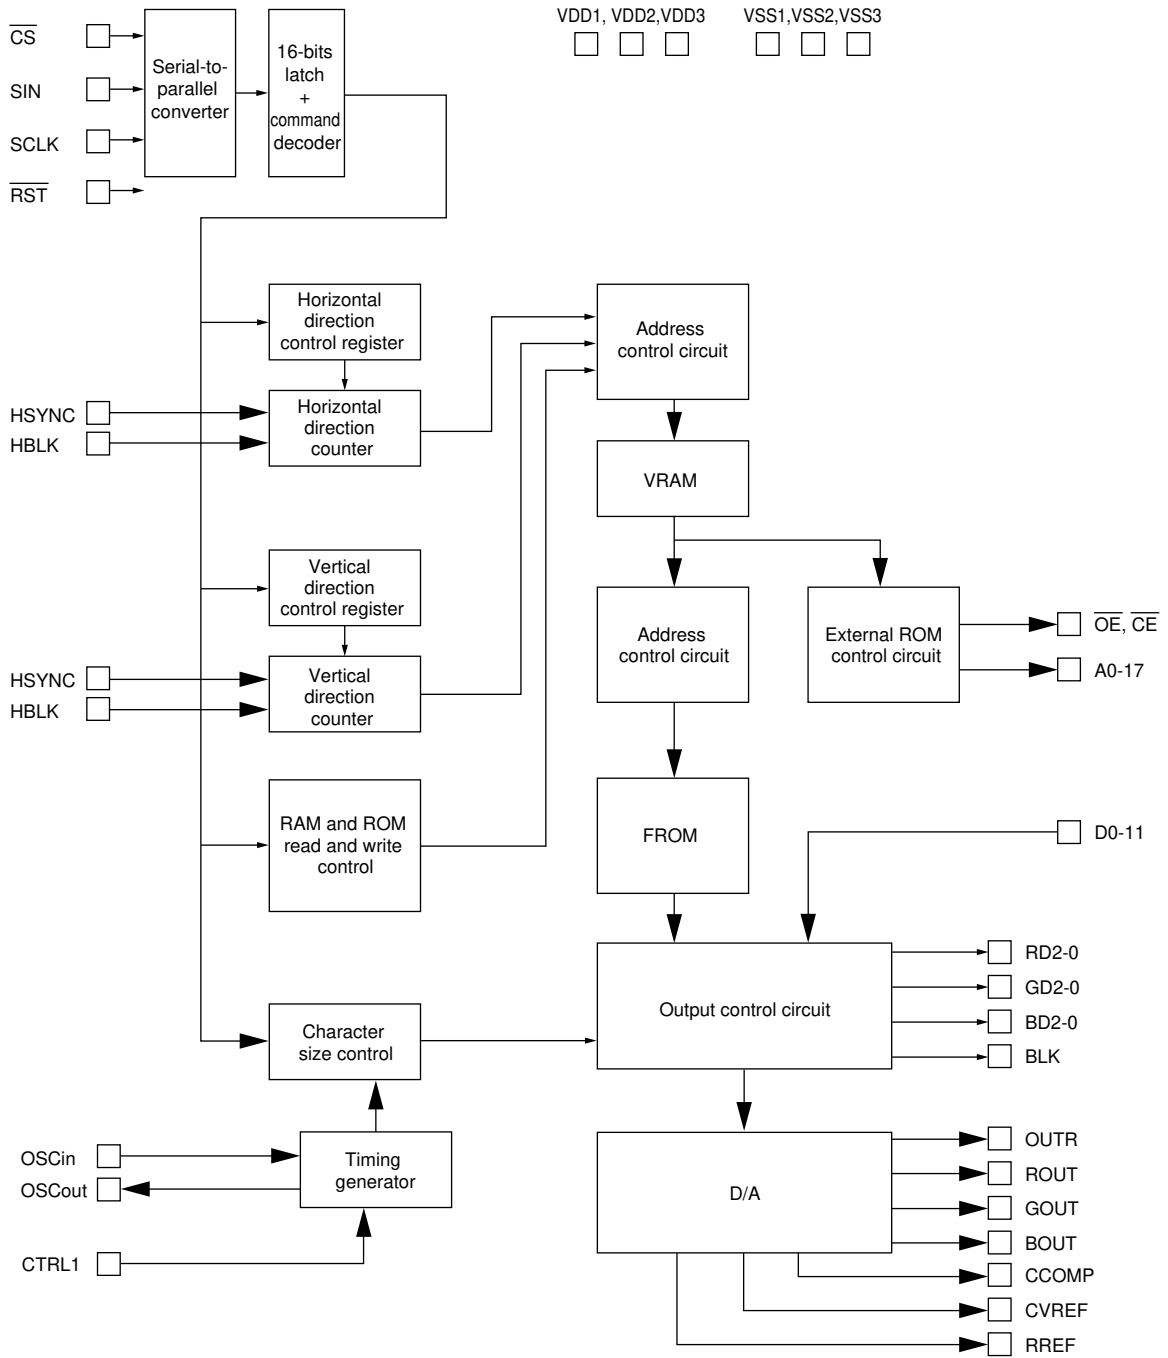 VDD1, VDD2,VDD3
VSS1,VSS2,VSS3
CS
SIN
SCLK
RST
Serial-to-
parallel
converter
16-bits
latch
+
command
decoder
Horizontal
direction
control register
Address
control circuit
HSYNC
HBLK
Horizontal
direction
counter
VRAM
Vertical
direction
control register
Address
control circuit
External ROM
control circuit
OE, CE
A0-17
HSYNC
HBLK
Vertical
direction
counter
RAM and ROM
read and write
control
FROM
D0-11
Character
size control
Output control circuit
RD2-0
GD2-0
BD2-0
BLK
OSCin
OSCout
CTRL1
Timing
generator
D/A
OUTR
ROUT
GOUT
BOUT
CCOMP
CVREF
RREF